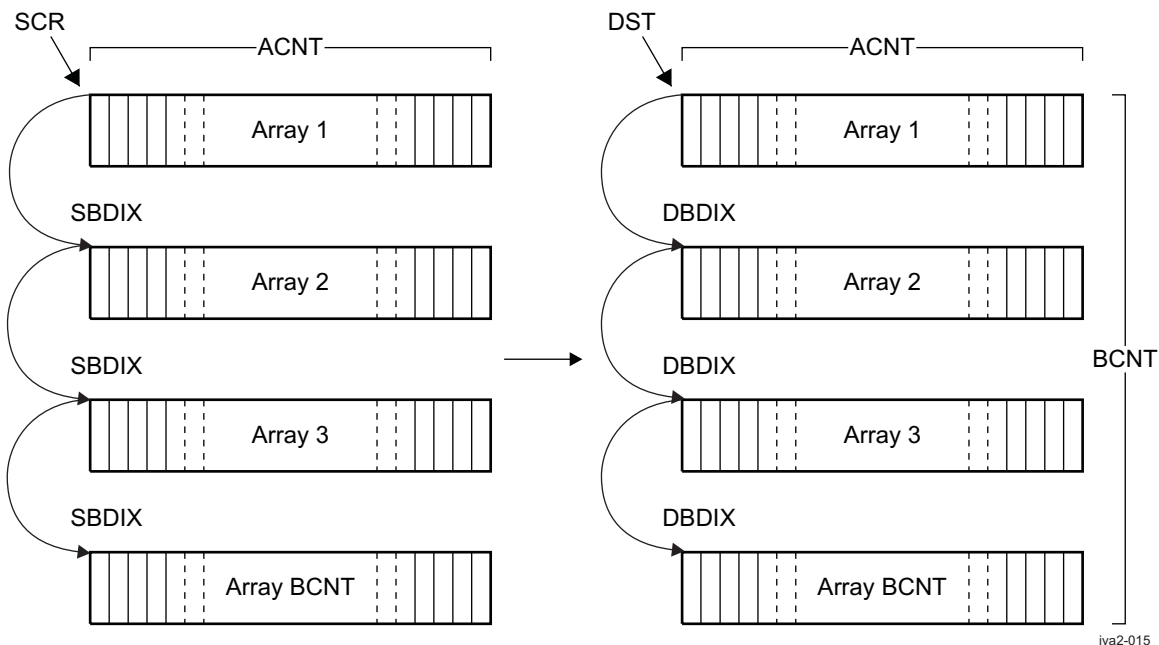 SCR
ACNT
DST
ACNT
Array 1
Array 1
SBDIX
DBDIX
Array 2
Array 2
SBDIX
DBDIX
BCNT
Array 3
Array 3
SBDIX
DBDIX
Array BCNT
Array BCNT
iva2-015